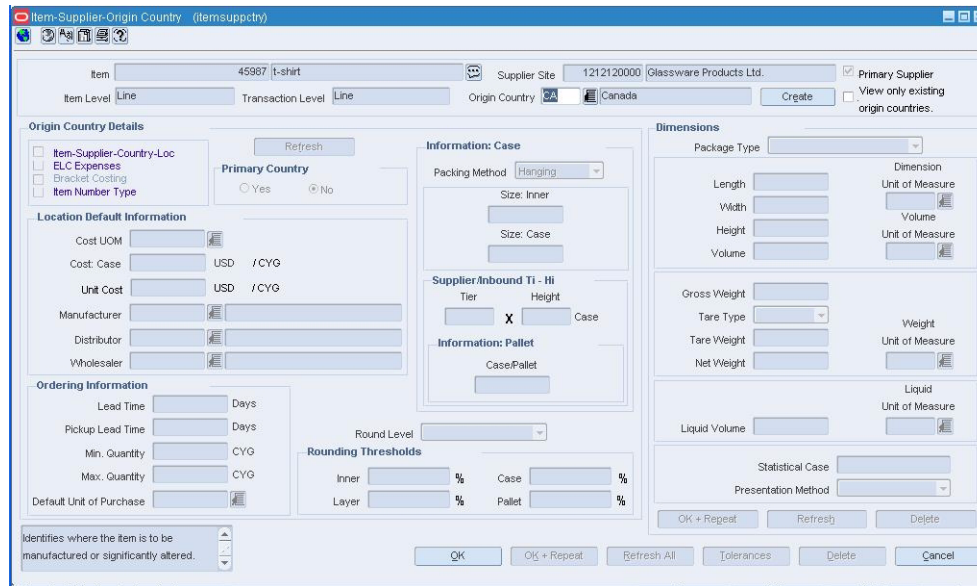 Item-Supplier-Origin Country (itemsuppctry)
Item 45987 t-shirt Supplier Site 1212120000 Glassware Products Ltd. Primary Supplier
Item Level Line Transaction Level Line Origin Country CA Canada Create View only existing origin countries.
Origin Country Details
Item-Supplier-Country-Loc
ELC Expenses
Bracket Costing
Item Number Type
Refresh
Primary Country
Yes No
Location Default Information
Cost UOM
Cost: Case USD / CYG
Unit Cost USD / CYG
Manufacturer
Distributor
Wholesaler
Ordering Information
Lead Time Days
Pickup Lead Time Days
Min. Quantity CYG
Max. Quantity CYG
Default Unit of Purchase
Information: Case
Packing Method Hanging
Size: Inner
Size: Case
Supplier/Inbound Ti - Hi
Tier Height
X Case
Information: Pallet
Case/Pallet
Round Level
Rounding Thresholds
Inner % Case %
Layer % Pallet %
Dimensions
Package Type
Dimension
Length Unit of Measure
Width
Volume
Height Unit of Measure
Volume
Gross Weight
Tare Type
Weight
Tare Weight Unit of Measure
Net Weight
Liquid
Unit of Measure
Liquid Volume
Statistical Case
Presentation Method
OK + Repeat Refresh Delete
Identifies where the item is to be
manufactured or significantly altered.
OK OK + Repeat Refresh All Tolerances Delete Cancel